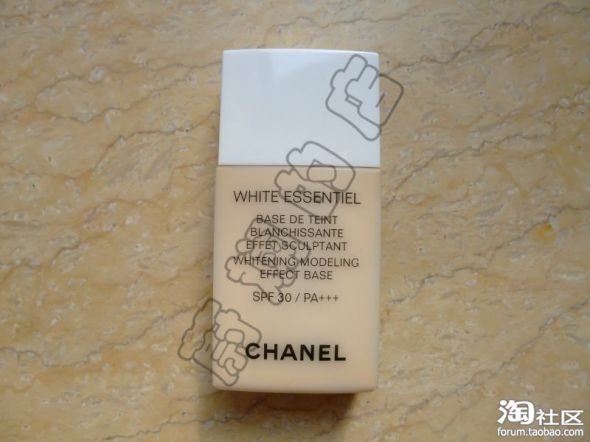 WHITE ESSENTIEL
BASE DE TEINT
BLANCHISSANTE
EFFET SCULPTANT
WHITENING MODELING
EFFECT BASE
SPF 30 / PA+++
CHANEL
淘社区
forum.taobao.com